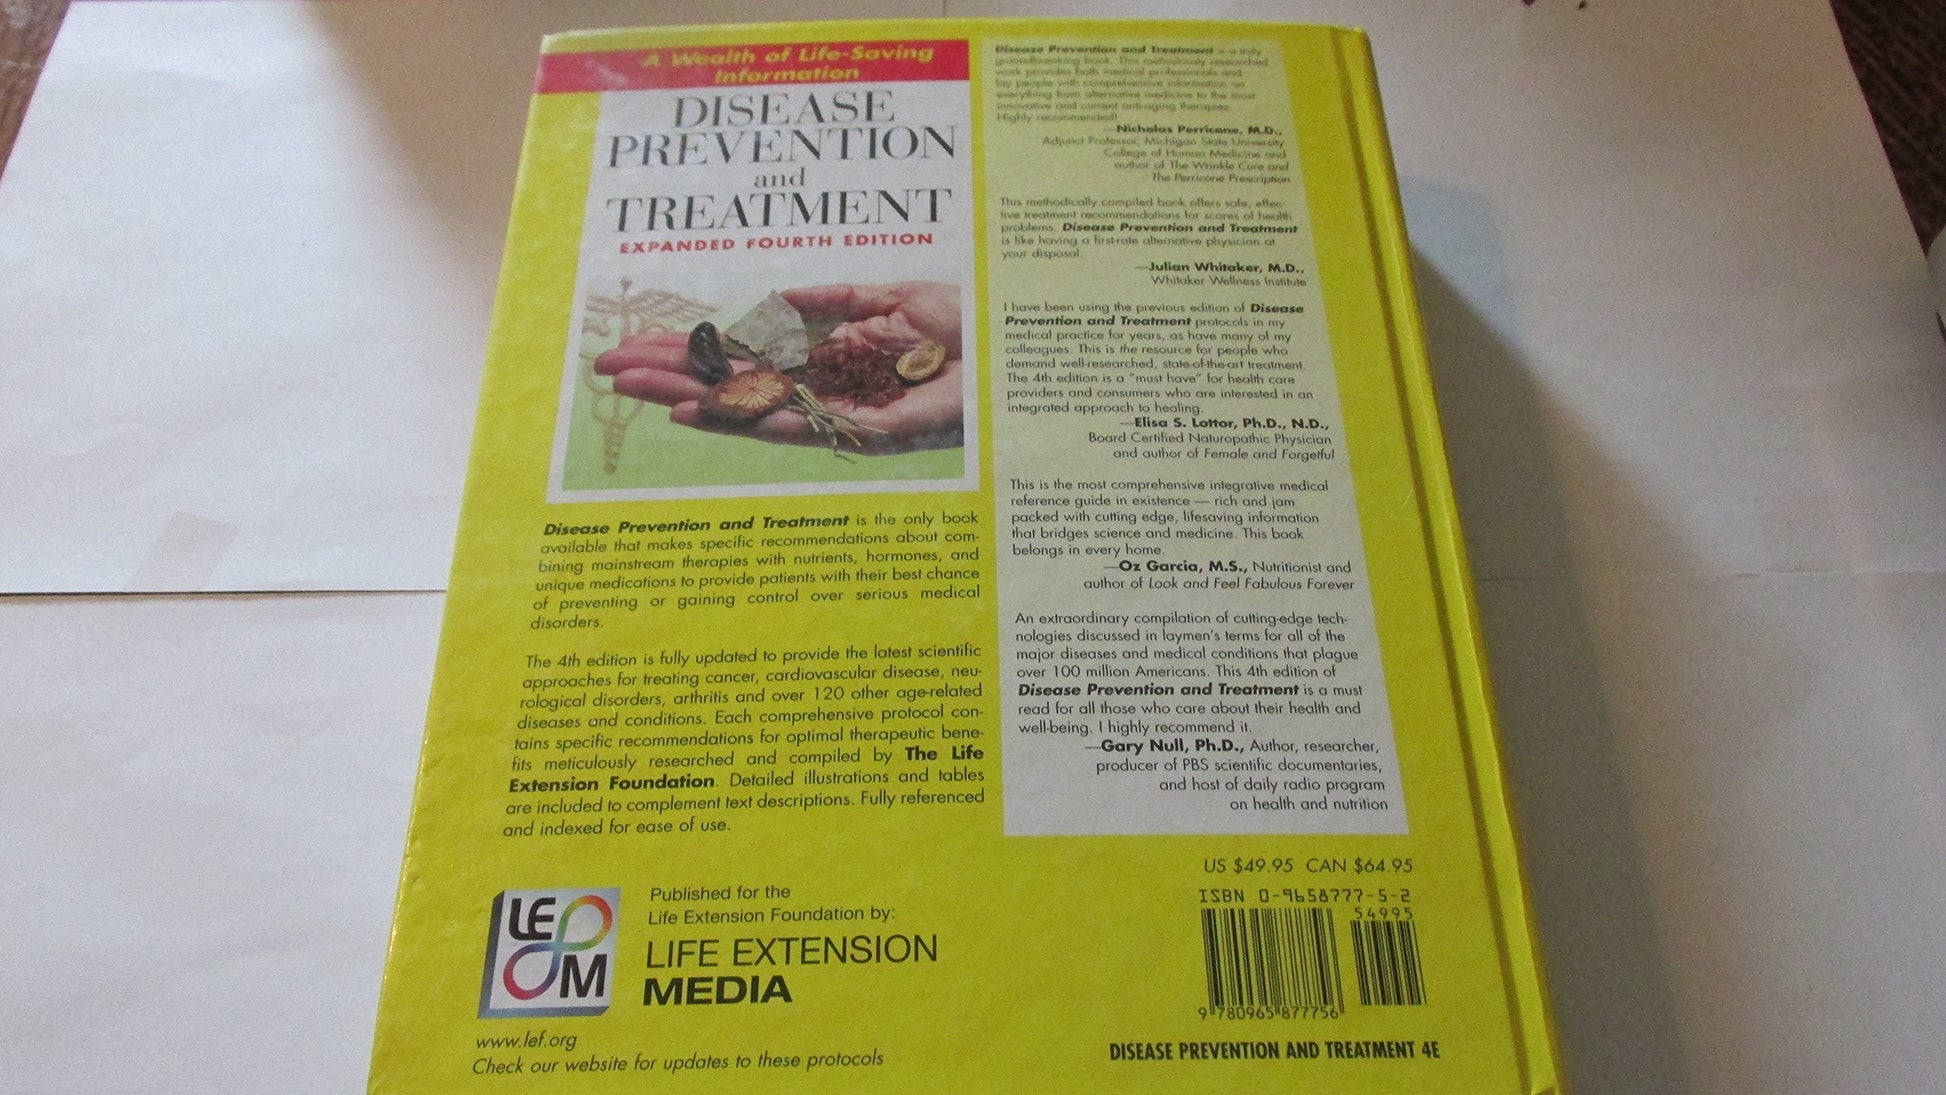 A Wealth of Life-Saving
Information
DISEASE
PREVENTION
and
TREATMENT
EXPANDED FOURTH EDITION
Disease Prevention and Treatment is the only book
available that makes specific recommendations about com-
bining mainstream therapies with nutrients, hormones, and
unique medications to provide patients with their best chance
of preventing or gaining control over serious medical
disorders.
The 4th edition is fully updated to provide the latest scientific
approaches for treating cancer, cardiovascular disease, neu-
rological disorders, arthritis and over 120 other age-related
diseases and conditions. Each comprehensive protocol con-
tains specific recommendations for optimal therapeutic bene-
fits meticulously researched and compiled by The Life
Extension Foundation. Detailed illustrations and tables
are included to complement text descriptions. Fully referenced
and indexed for ease of use.
LE
M
Published for the
Life Extension Foundation by:
LIFE EXTENSION
MEDIA
www.lef.org
Check our website for updates to these protocols
Disease Prevention and Treatment is a truly
groundbreaking book. This meticulously researched
work provides both medical professionals and
lay people with comprehensive information on
everything from alternative medicine to the most
innovative and current anti-aging therapies.
Highly recommended!
—Nicholas Perricone, M.D.,
Adjunct Professor, Michigan State University
College of Human Medicine and
author of The Wrinkle Cure and
The Perricone Prescription
This methodically compiled book offers safe, effec-
tive treatment recommendations for scores of health
problems. Disease Prevention and Treatment
is like having a first-rate alternative physician at
your disposal.
—Julian Whitaker, M.D.,
Whitaker Wellness Institute
I have been using the previous edition of Disease
Prevention and Treatment protocols in my
medical practice for years, as have many of my
colleagues. This is the resource for people who
demand well-researched, state-of-the-art treatment.
The 4th edition is a "must have" for health care
providers and consumers who are interested in an
integrated approach to healing.
—Elisa S. Lottor, Ph.D., N.D.,
Board Certified Naturopathic Physician
and author of Female and Forgetful
This is the most comprehensive integrative medical
reference guide in existence — rich and jam
packed with cutting edge, lifesaving information
that bridges science and medicine. This book
belongs in every home.
—Oz Garcia, M.S., Nutritionist and
author of Look and Feel Fabulous Forever
An extraordinary compilation of cutting-edge tech-
nologies discussed in laymen's terms for all of the
major diseases and medical conditions that plague
over 100 million Americans. This 4th edition of
Disease Prevention and Treatment is a must
read for all those who care about their health and
well-being. I highly recommend it.
—Gary Null, Ph.D., Author, researcher,
producer of PBS scientific documentaries,
and host of daily radio program
on health and nutrition
US $49.95 CAN $64.95
ISBN 0-9658777-5-2
54995
9 780965 877756
DISEASE PREVENTION AND TREATMENT 4E